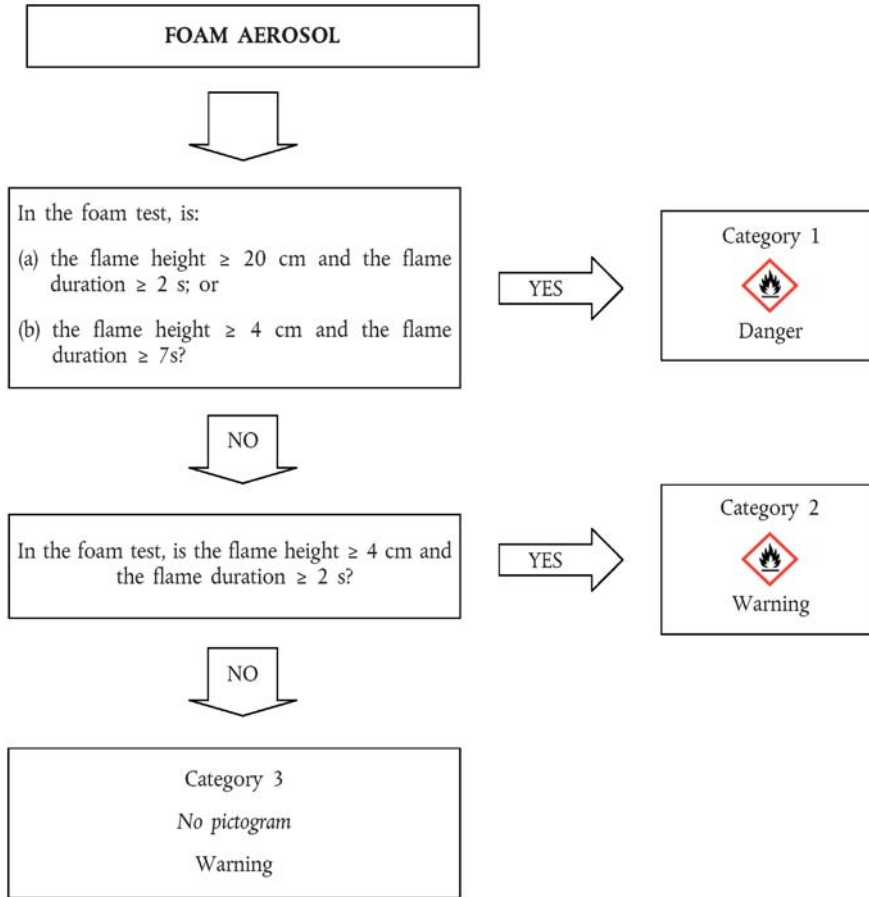 FOAM AEROSOL
In the foam test, is:
(a) the flame height ≥ 20 cm and the flame
duration ≥ 2 s; or
(b) the flame height ≥ 4 cm and the flame
duration ≥ 7s?
YES
Category 1
Danger
NO
In the foam test, is the flame height ≥ 4 cm and
the flame duration ≥ 2 s?
YES
Category 2
Warning
NO
Category 3
No pictogram
Warning